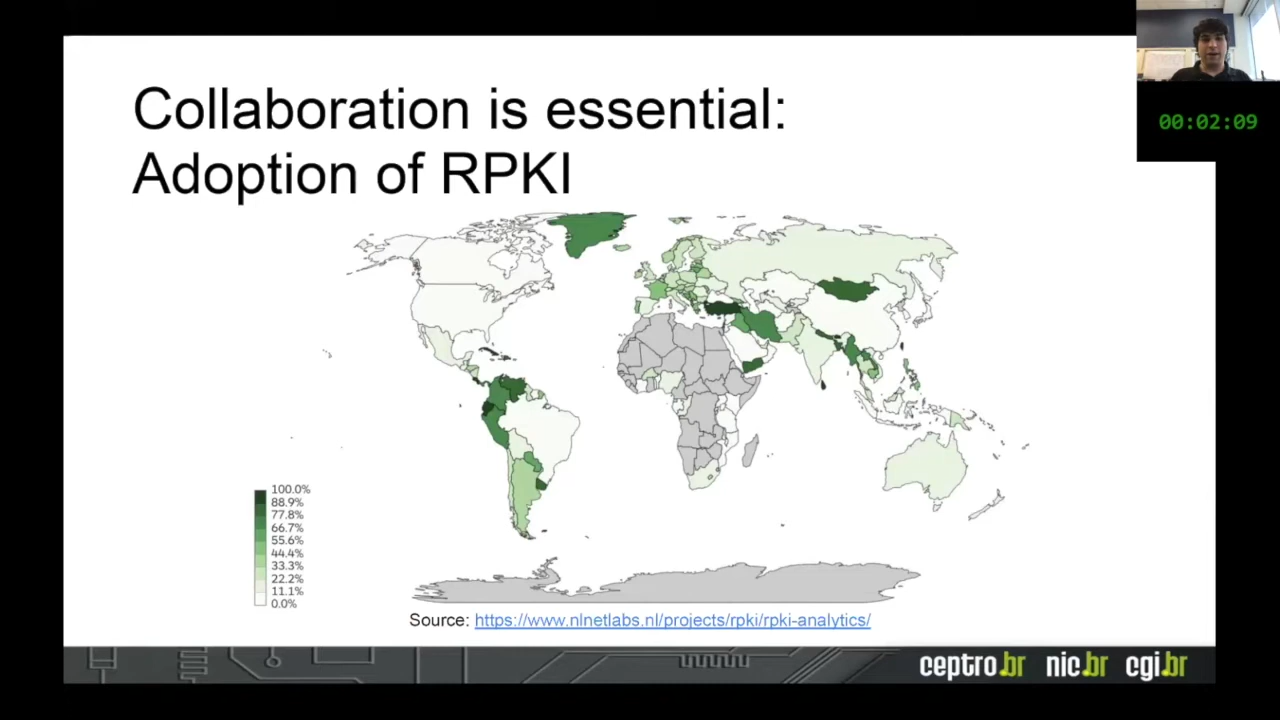 Collaboration is essential:
Adoption of RPKI
00:02:09
100.0%
88.9%
77.8%
66.7%
55.6%
44.4%
33.3%
22.2%
11.1%
0.0%
Source: https://www.nlnetlabs.nl/projects/rpki/rpki-analytics/
ceptro.br nic.br cgi.br